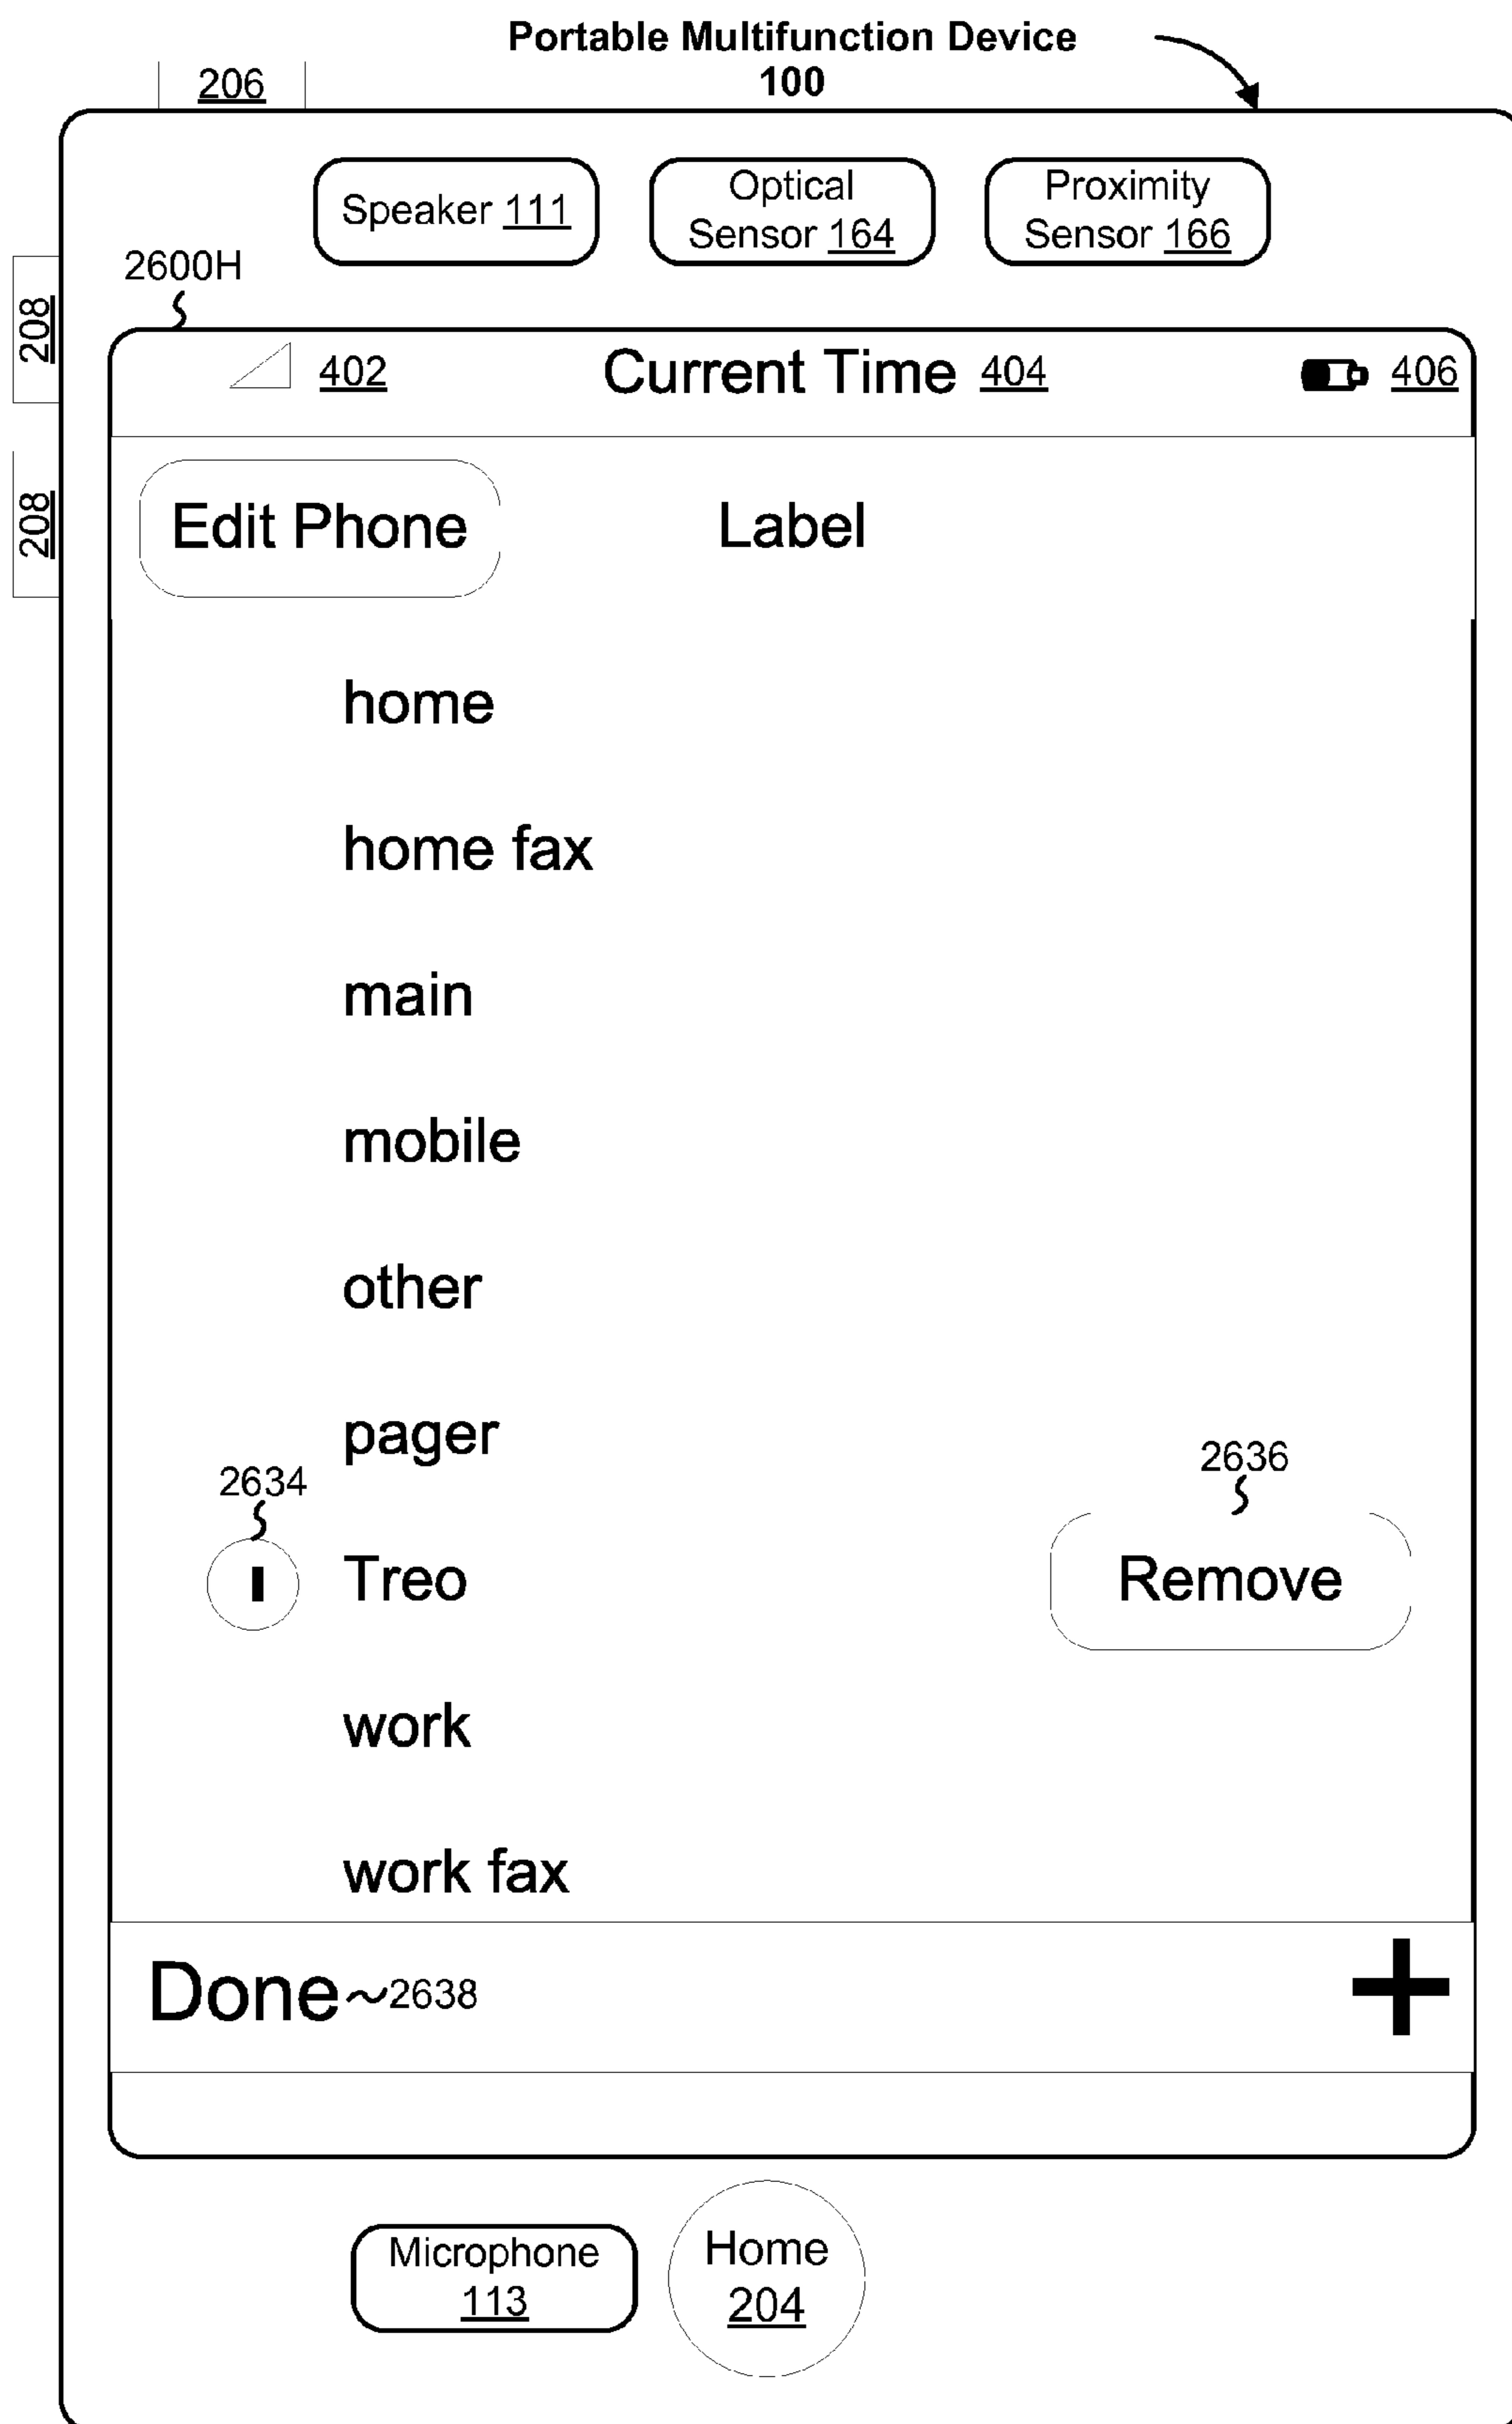 Portable Multifunction Device
100
206
Speaker 111
Optical
Sensor 164
Proximity
Sensor 166
2600H
208
402
Current Time 404
406
208
Edit Phone
Label
home
home fax
main
mobile
other
pager
2634
2636
Treo
Remove
work
work fax
Done
2638
+
Microphone
113
Home
204